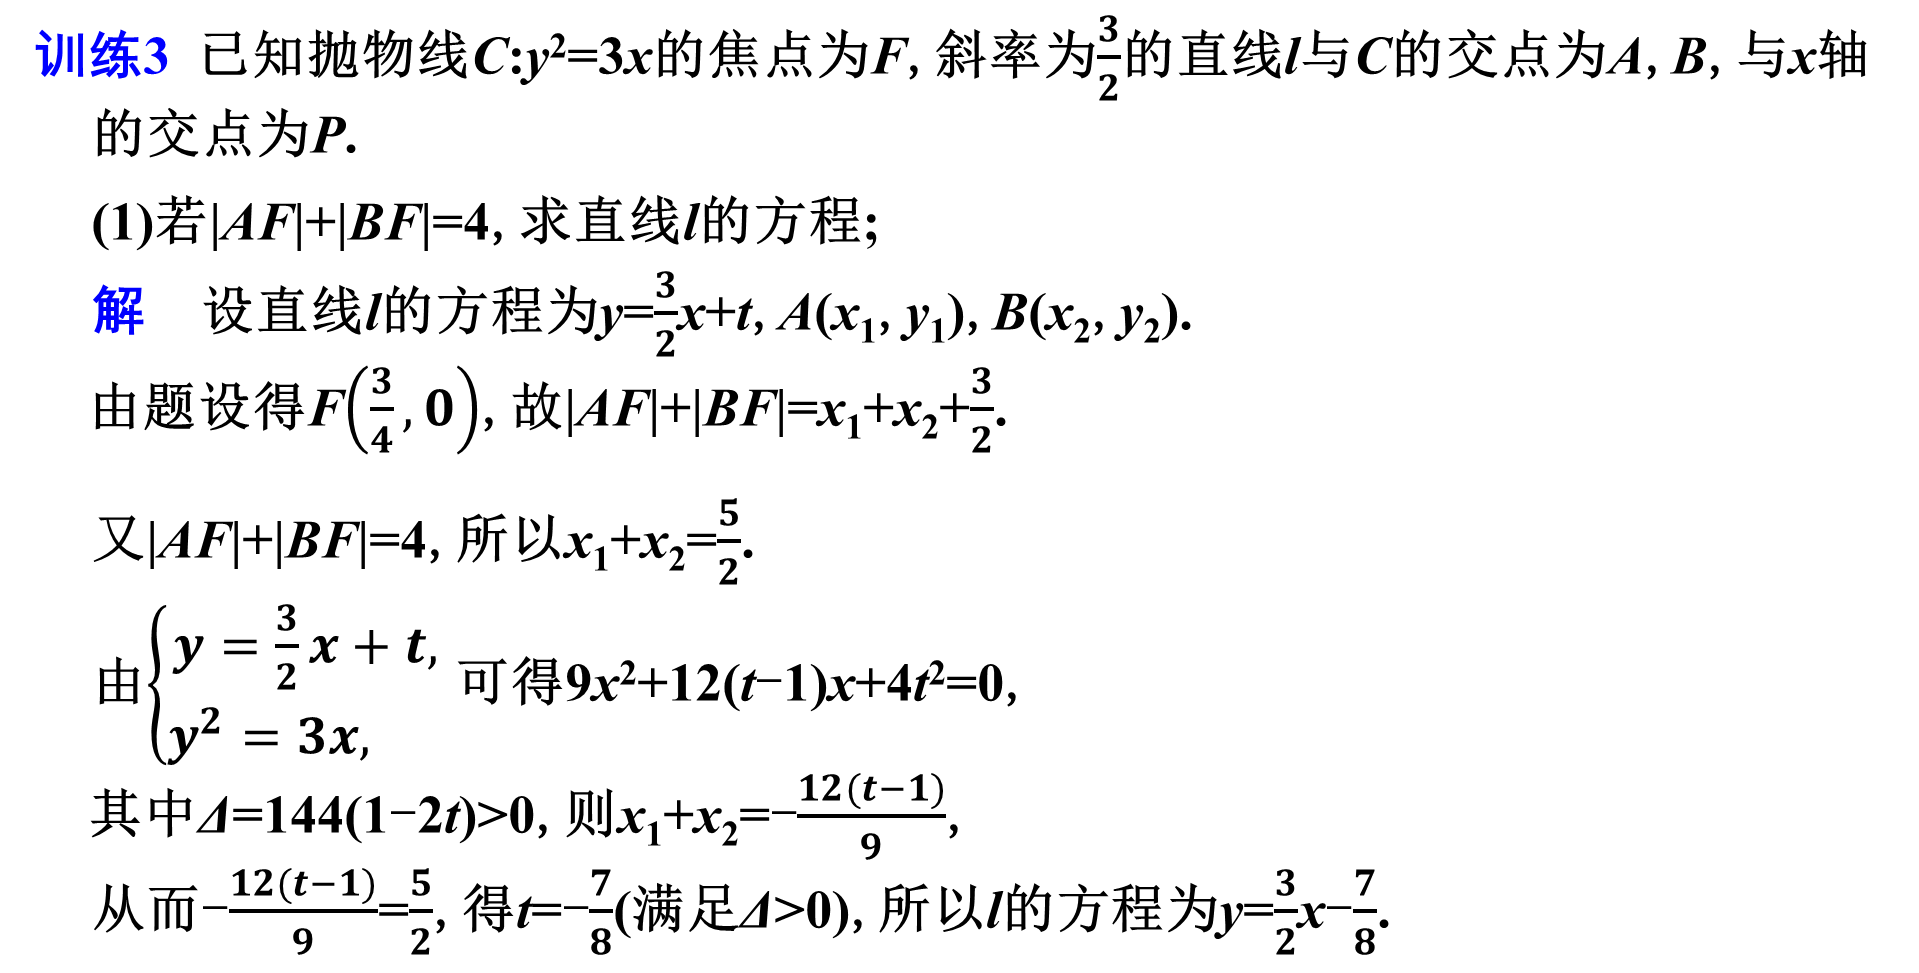 训练3 已知抛物线C:y²=3x的焦点为F, 斜率为3/2的直线l与C的交点为A, B, 与x轴
的交点为P.
(1)若|AF|+|BF|=4, 求直线l的方程;
解 设直线l的方程为y=3/2x+t, A(x₁, y₁), B(x₂, y₂).
由题设得F(3/4, 0), 故|AF|+|BF|=x₁+x₂+3/2.
又|AF|+|BF|=4, 所以x₁+x₂=5/2.
由{y = 3/2 x + t, y² = 3x, 可得9x²+12(t−1)x+4t²=0,
其中Δ=144(1−2t)>0, 则x₁+x₂=−12(t−1)/9,
从而−12(t−1)/9=5/2, 得t=−7/8(满足Δ>0), 所以l的方程为y=3/2x−7/8.